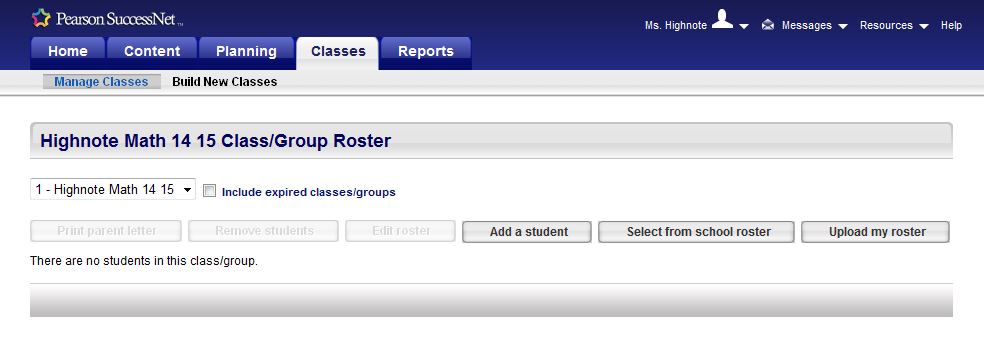 Pearson SuccessNet™
Ms. Highnote Messages Resources Help
Home Content Planning Classes Reports
Manage Classes Build New Classes
Highnote Math 14 15 Class/Group Roster
1 - Highnote Math 14 15 Include expired classes/groups
Print parent letter Remove students Edit roster Add a student Select from school roster Upload my roster
There are no students in this class/group.